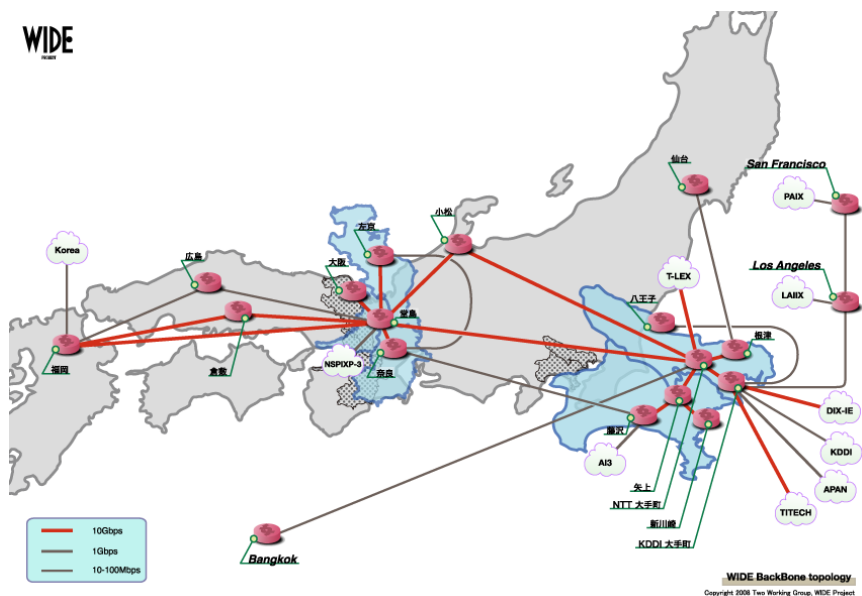 WIDE
PROJECT
仙台
San Francisco
PAIX
小松
左京
Korea
広島
大阪
T-LEX
Los Angeles
LAIIX
八王子
堂島
根津
NSPIXP-3
奈良
福岡
倉敷
DIX-IE
藤沢
KDDI
AI3
矢上
APAN
NTT 大手町
TITECH
新川崎
KDDI 大手町
10Gbps
1Gbps
10-100Mbps
Bangkok
WIDE BackBone topology
Copyright 2008 Two Working Group, WIDE Project